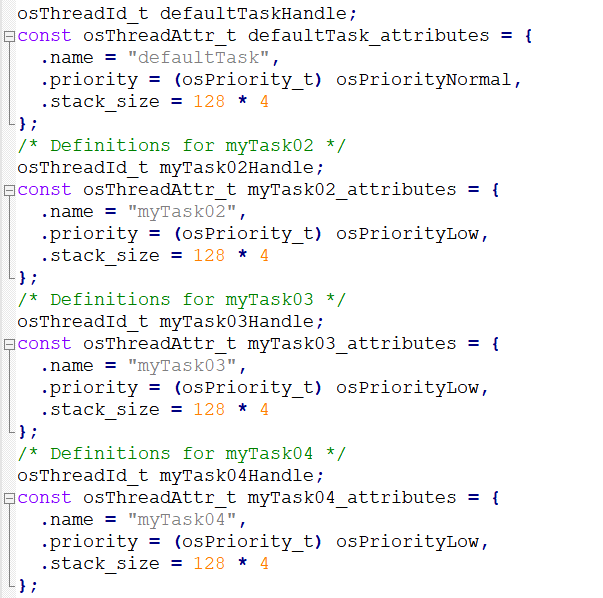 osThreadId_t defaultTaskHandle;
const osThreadAttr_t defaultTask_attributes = {
  .name = "defaultTask",
  .priority = (osPriority_t) osPriorityNormal,
  .stack_size = 128 * 4
};
/* Definitions for myTask02 */
osThreadId_t myTask02Handle;
const osThreadAttr_t myTask02_attributes = {
  .name = "myTask02",
  .priority = (osPriority_t) osPriorityLow,
  .stack_size = 128 * 4
};
/* Definitions for myTask03 */
osThreadId_t myTask03Handle;
const osThreadAttr_t myTask03_attributes = {
  .name = "myTask03",
  .priority = (osPriority_t) osPriorityLow,
  .stack_size = 128 * 4
};
/* Definitions for myTask04 */
osThreadId_t myTask04Handle;
const osThreadAttr_t myTask04_attributes = {
  .name = "myTask04",
  .priority = (osPriority_t) osPriorityLow,
  .stack_size = 128 * 4
};